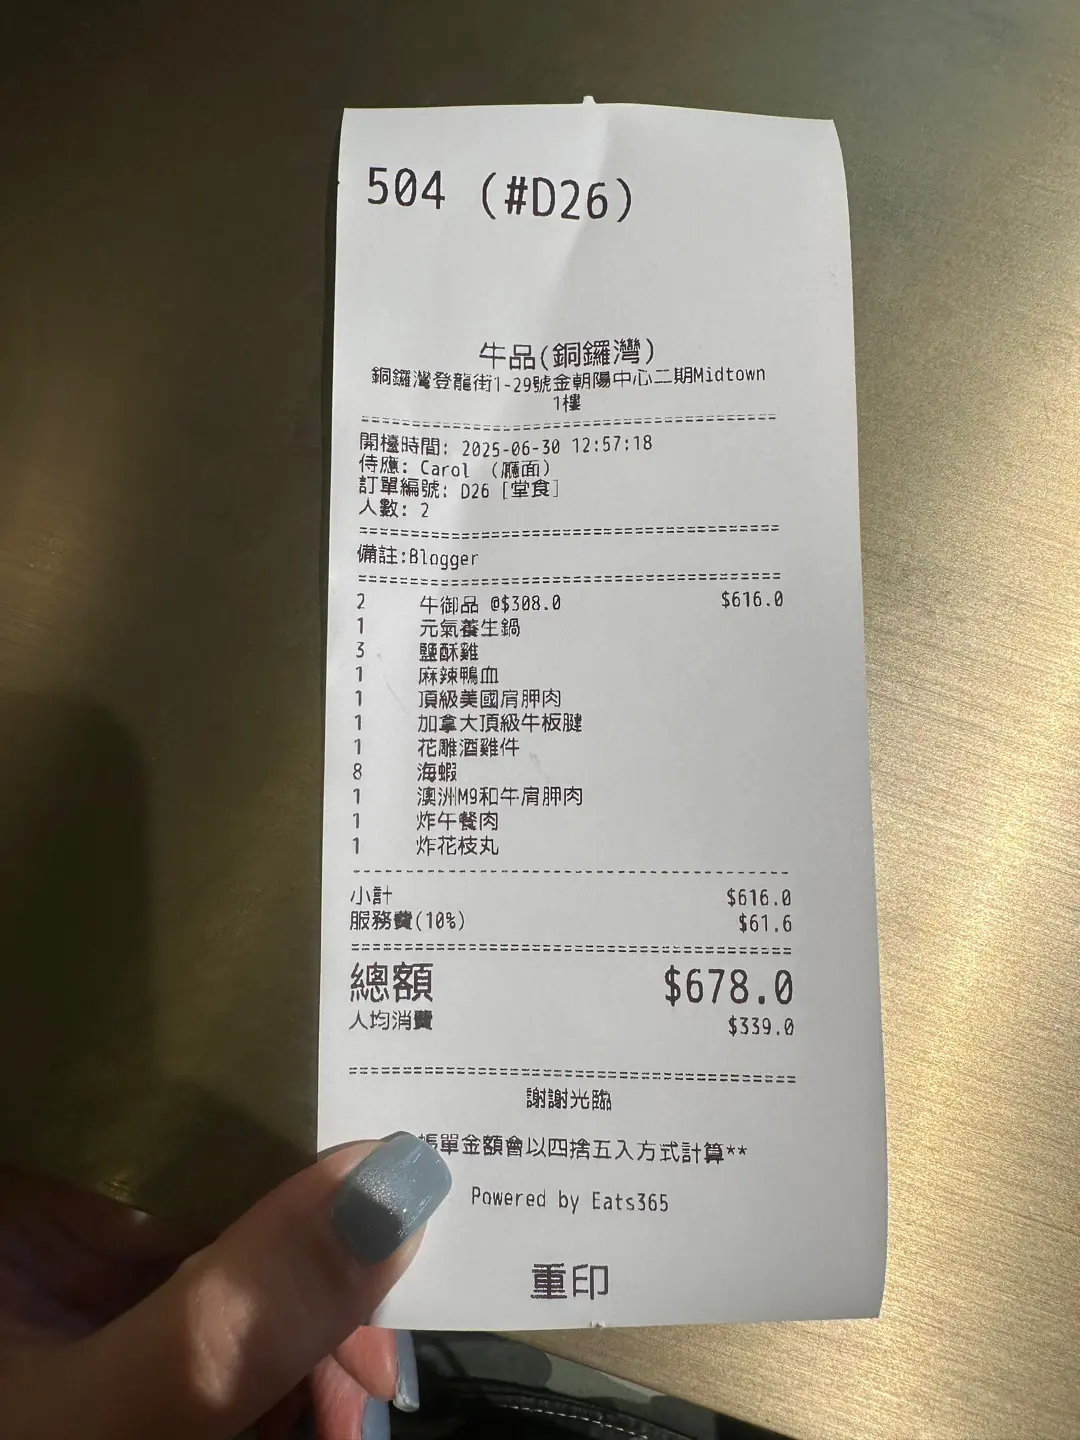 504 (#D26)
牛品(銅鑼灣)
銅鑼灣登龍街1-29號金朝陽中心二期Midtown
1樓
開檯時間: 2025-06-30 12:57:18
侍應: Carol （廳面）
訂單編號: D26 [堂食]
人數: 2
備註:Blogger
2 牛御品 @$308.0 $616.0
1 元氣養生鍋
3 鹽酥雞
1 麻辣鴨血
1 頂級美國肩胛肉
1 加拿大頂級牛板腱
1 花雕酒雞件
8 海蝦
1 澳洲M9和牛肩胛肉
1 炸午餐肉
1 炸花枝丸
小計 $616.0
服務費(10%) $61.6
總額 $678.0
人均消費 $339.0
謝謝光臨
帳單金額會以四捨五入方式計算**
Powered by Eats365
重印